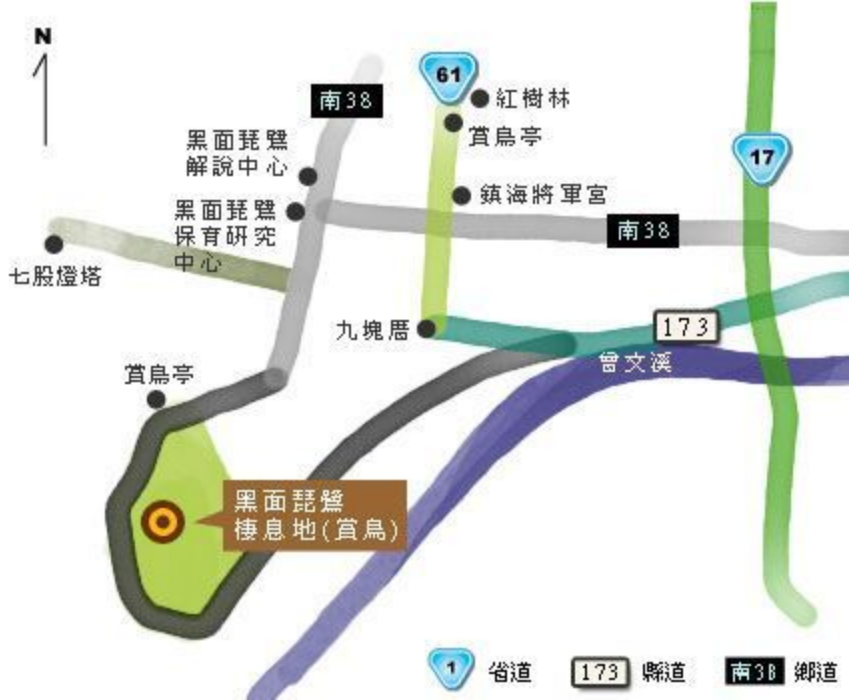 N
61
紅樹林
南38
賞鳥亭
黑面琵鷺
解說中心
17
鎮海將軍宮
黑面琵鷺
保育研究
中心
南38
七股燈塔
九塊厝
173
曾文溪
賞鳥亭
黑面琵鷺
棲息地(賞鳥)
1 省道
173 縣道
南3B 鄉道